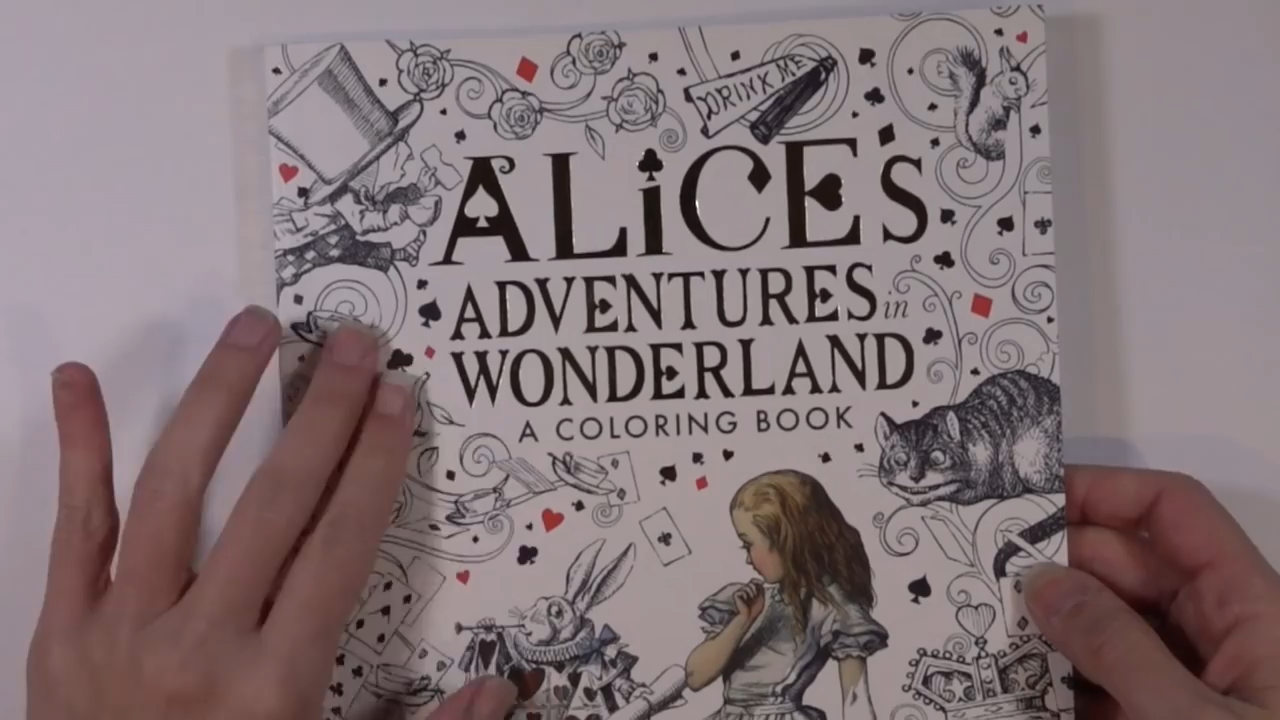 DRINK ME
ALiCE'S
ADVENTURES in
WONDERLAND
A COLORING BOOK